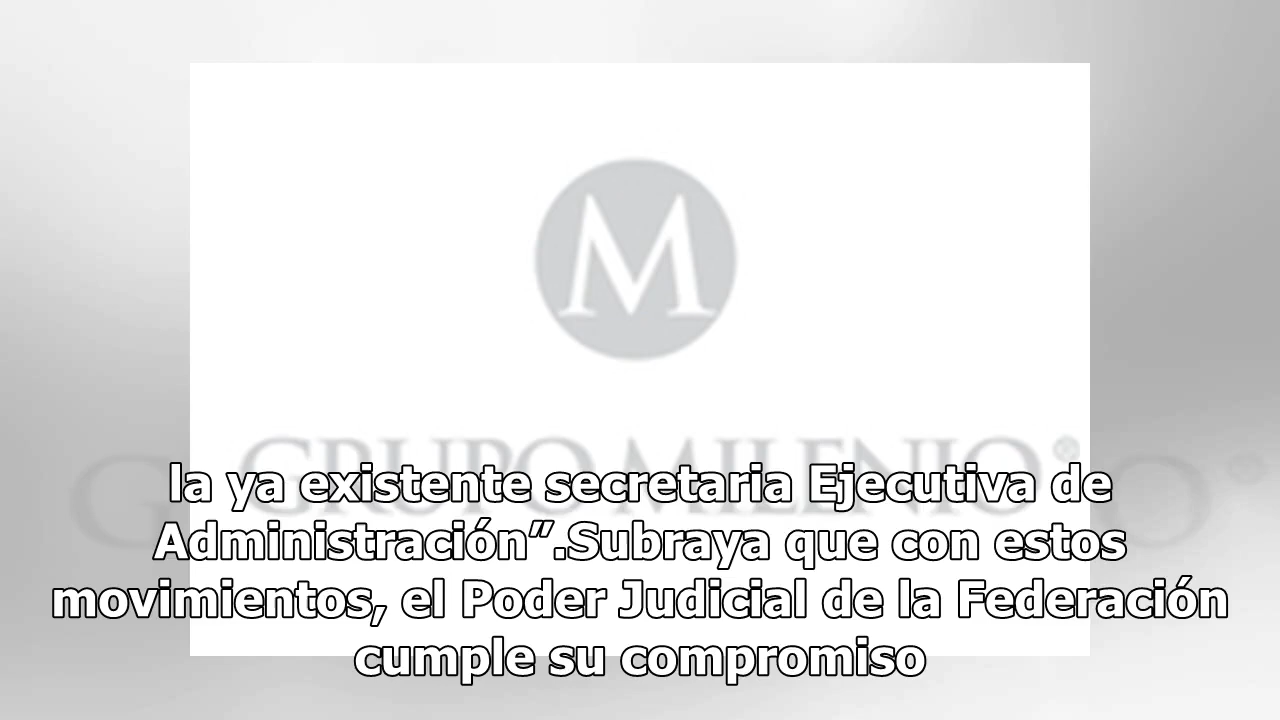 M
GRUPO MILENIO®
la ya existente secretaria Ejecutiva de
Administración”.Subraya que con estos
movimientos, el Poder Judicial de la Federación
cumple su compromiso